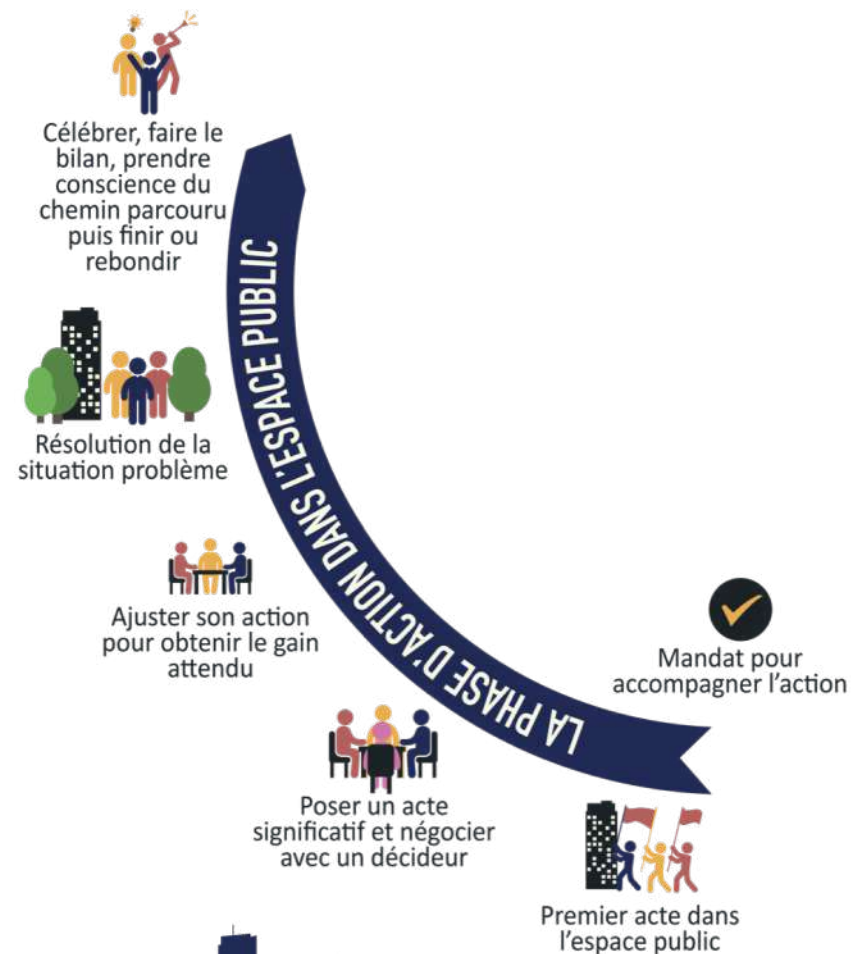 Célébrer, faire le
bilan, prendre
conscience du
chemin parcouru
puis finir ou
rebondir
LA PHASE D'ACTION DANS L'ESPACE PUBLIC
Résolution de la
situation problème
Ajuster son action
pour obtenir le gain
attendu
Mandat pour
accompagner l'action
Poser un acte
significatif et négocier
avec un décideur
Premier acte dans
l'espace public